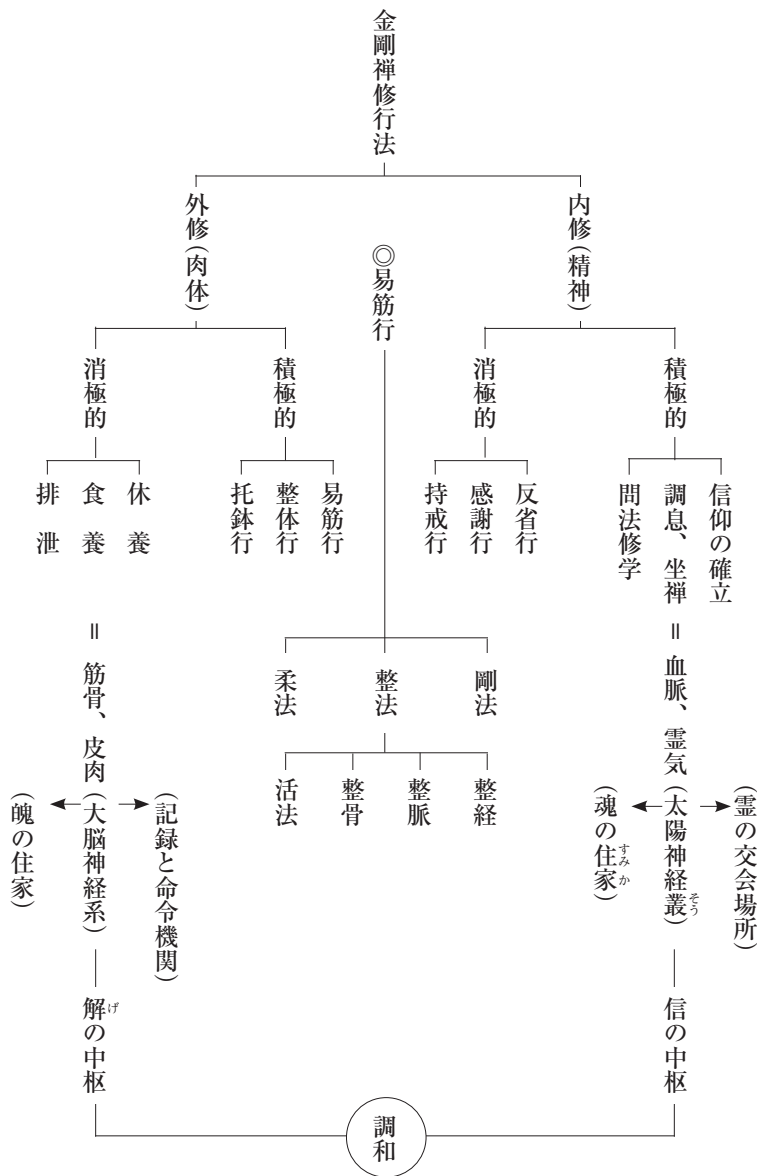 金剛禅修行法
内修(精神)
積極的
信仰の確立
調息、坐禅
問法修学
消極的
反省行
感謝行
持戒行
=血脈、霊気(太陽神経叢)
そう
(霊の交会場所)
(魂の住家)
すみか
信の中枢
◎易筋行
剛法
整法
柔法
整経
整脈
整骨
活法
外修(肉体)
積極的
易筋行
整体行
托鉢行
消極的
休養
食養
排泄
=筋骨、皮肉(大脳神経系)
(記録と命令機関)
(魄の住家)
解の中枢
げ
調和